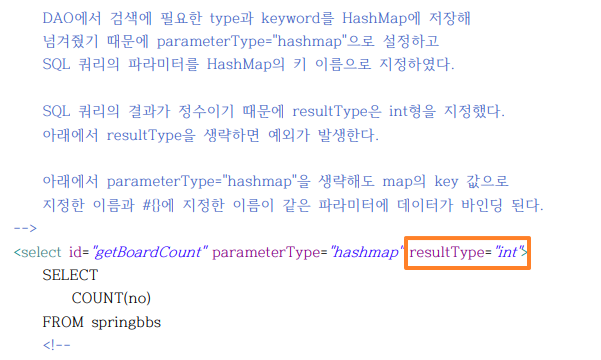 DAO에서 검색에 필요한 type과 keyword를 HashMap에 저장해
넘겨줬기 때문에 parameterType="hashmap"으로 설정하고
SQL 쿼리의 파라미터를 HashMap의 키 이름으로 지정하였다.
SQL 쿼리의 결과가 정수이기 때문에 resultType은 int형을 지정했다.
아래에서 resultType을 생략하면 예외가 발생한다.
아래에서 parameterType="hashmap"을 생략해도 map의 key 값으로
지정한 이름과 #{}에 지정한 이름이 같은 파라미터에 데이터가 바인딩 된다.
-->
<select id="getBoardCount" parameterType="hashmap" resultType="int">
SELECT
COUNT(no)
FROM springbbs
<!--